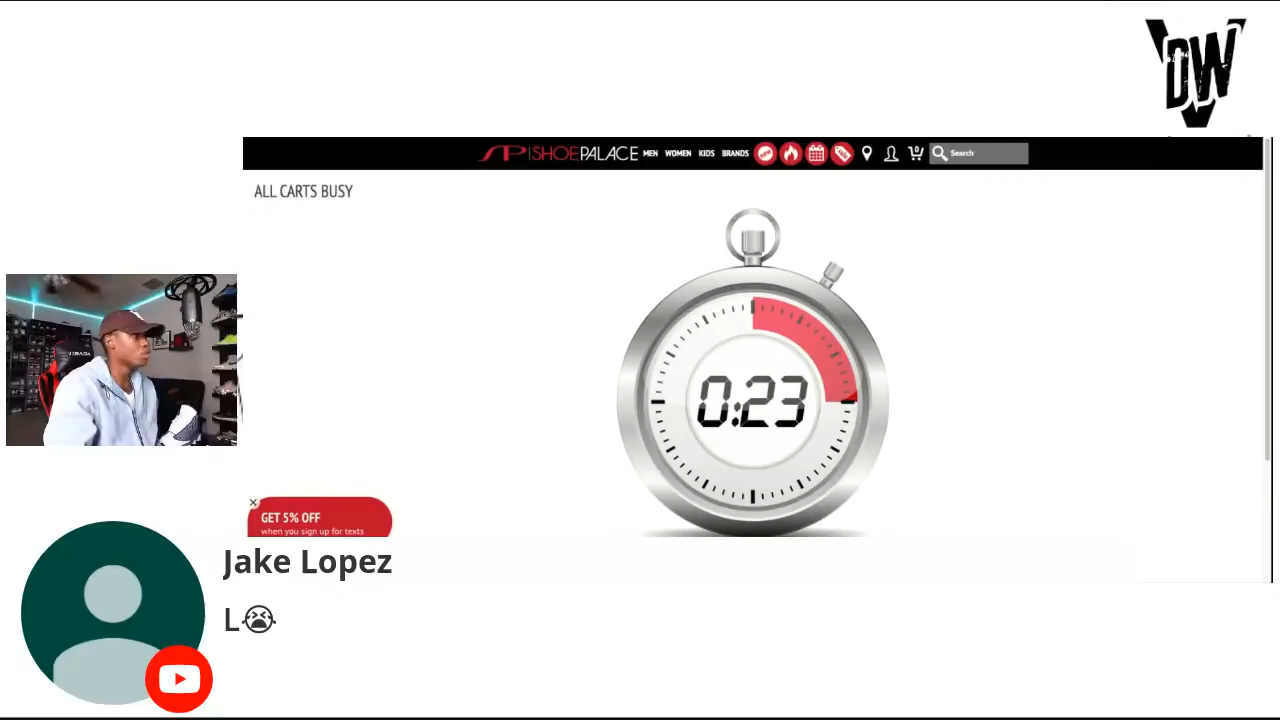 DW
SP SHOEPALACE MEN WOMEN KIDS BRANDS Search
ALL CARTS BUSY
0:23
GET 5% OFF
when you sign up for texts
Jake Lopez
L😭